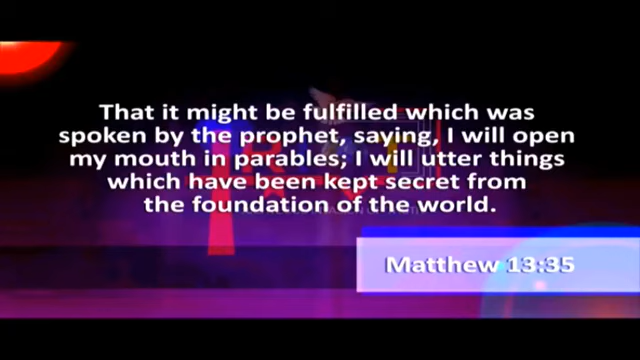 That it might be fulfilled which was
spoken by the prophet, saying, I will open
my mouth in parables; I will utter things
which have been kept secret from
the foundation of the world.
Matthew 13:35